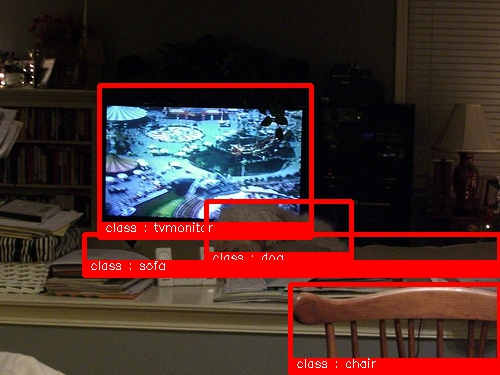 class : tvmonitor
class : dog
class : sofa
class : chair